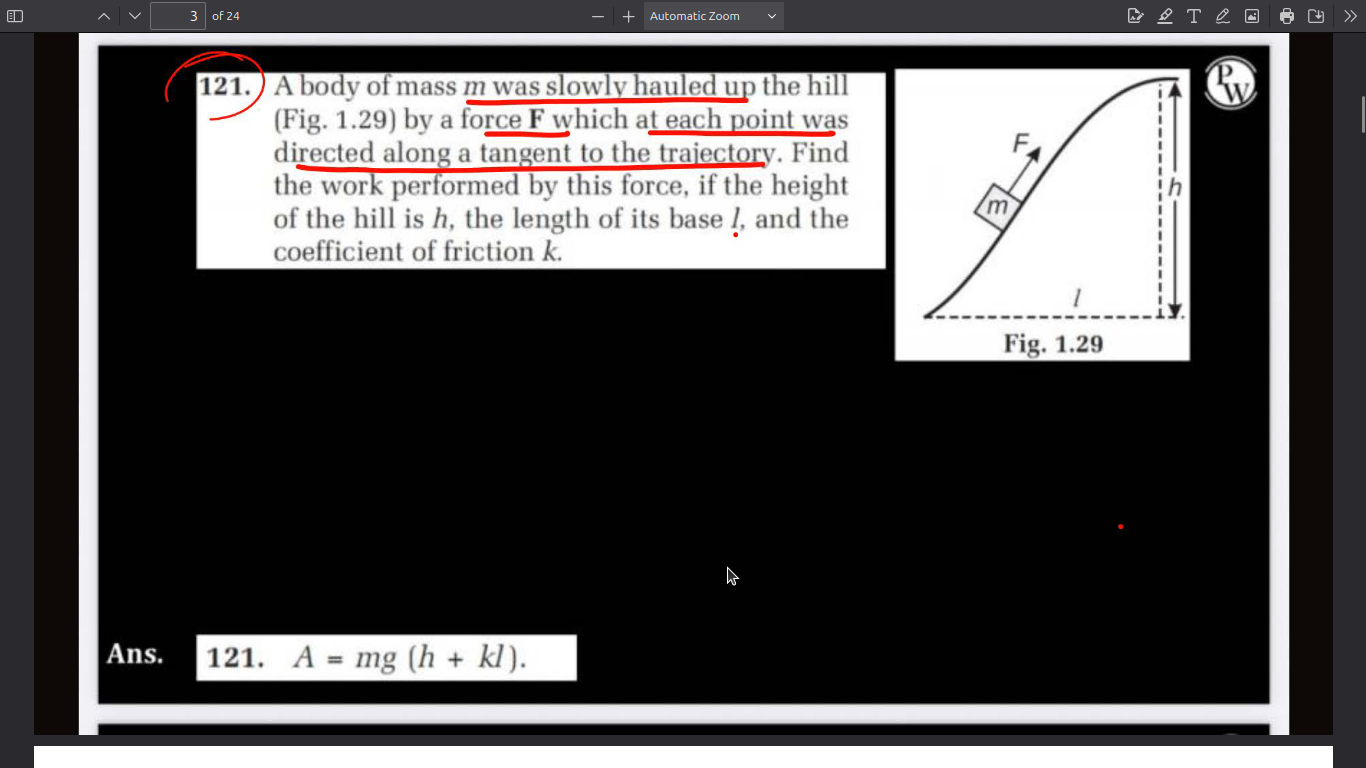 3 of 24
Automatic Zoom
121. A body of mass m was slowly hauled up the hill
(Fig. 1.29) by a force F which at each point was
directed along a tangent to the trajectory. Find
the work performed by this force, if the height
of the hill is h, the length of its base l, and the
coefficient of friction k.
PW
F
m
h
l
Fig. 1.29
Ans. 121. A = mg (h + kl).